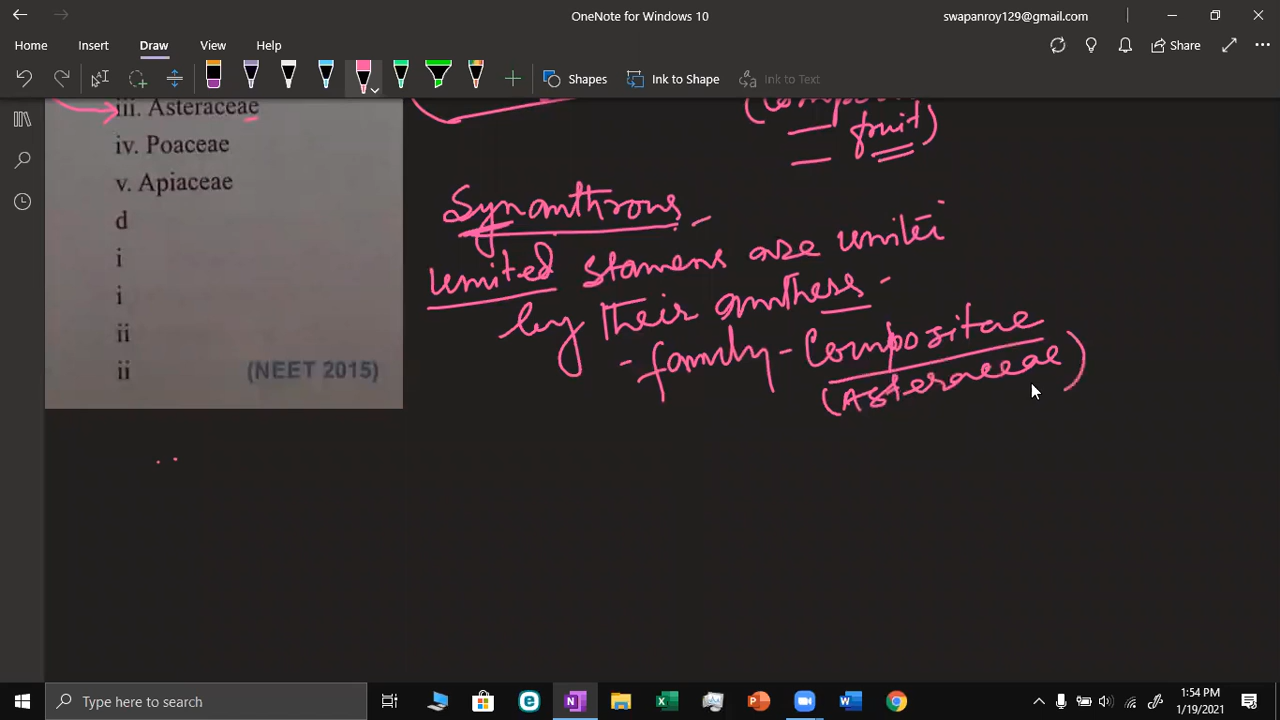 OneNote for Windows 10
swapanroy129@gmail.com
Home Insert Draw View Help
Share
Shapes Ink to Shape Ink to Text
iii. Asteraceae
iv. Poaceae
v. Apiaceae
d
i
i
ii
ii
(NEET 2015)
fruit)
Synanthrous
united stamens are unitei
by their anthers
- family - Compositae
(Asteraceae)
Type here to search
1:54 PM
1/19/2021